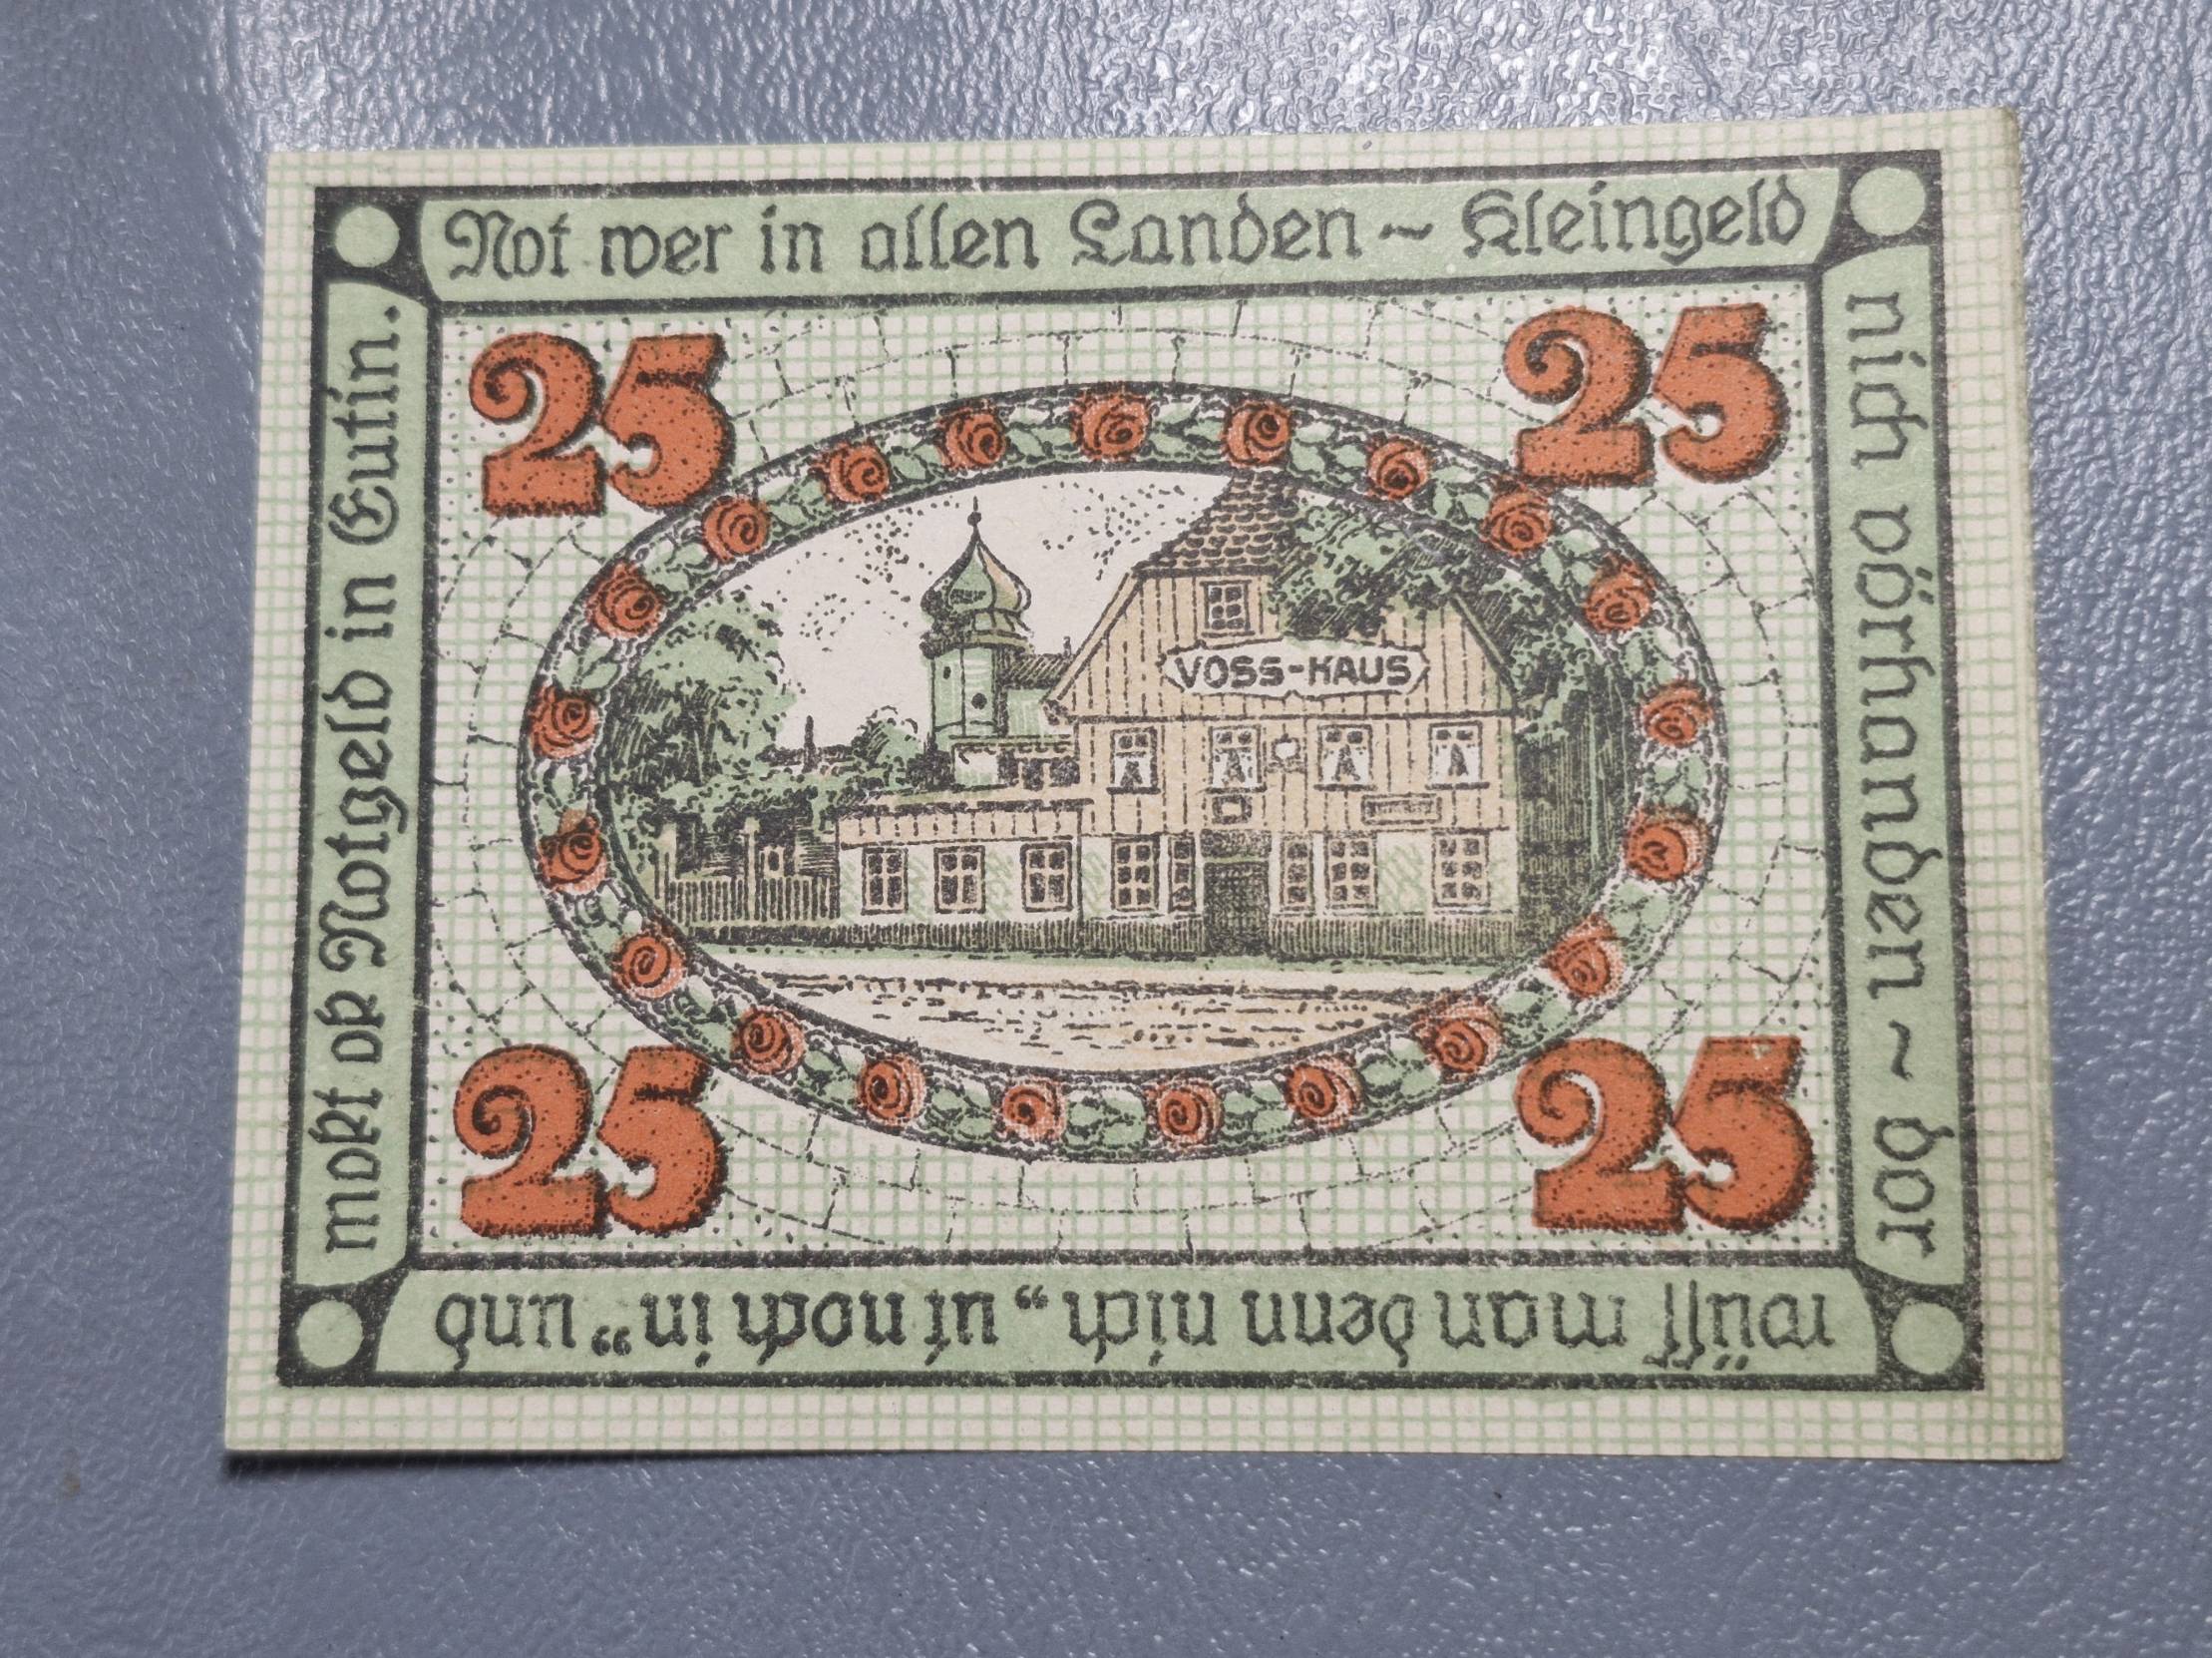 Not wer in allen Landen ~ Kleingeld
nich vörhanden ~ dor
wüss man denn nich „ut noch in“ und
mokt ok Notgeld in Eutin.
25
25
VOSS-HAUS
25
25